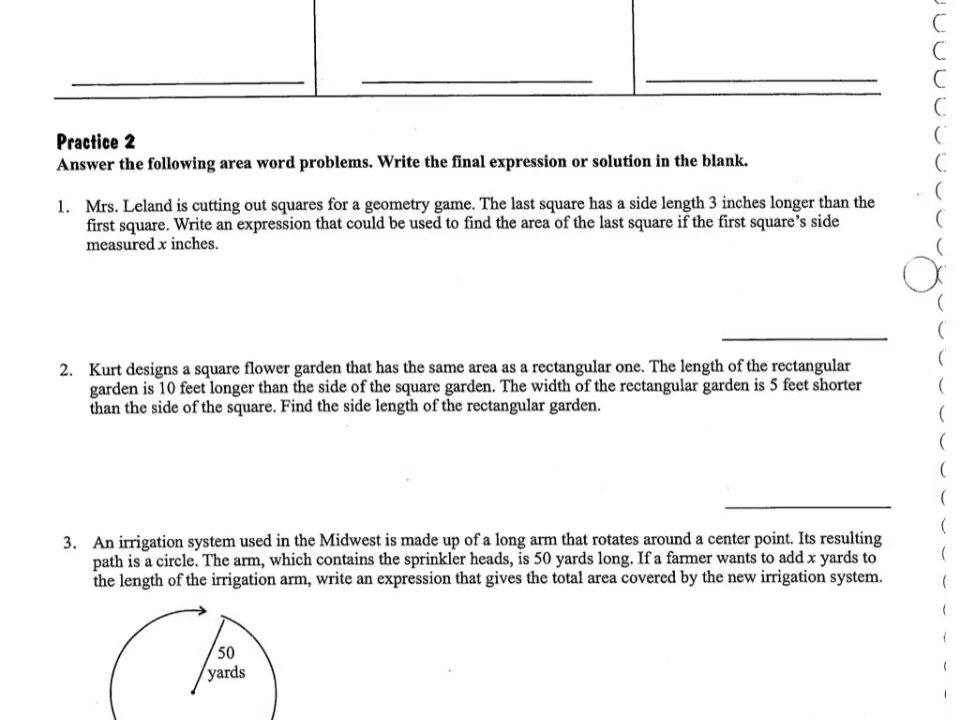 Practice 2
Answer the following area word problems. Write the final expression or solution in the blank.
1. Mrs. Leland is cutting out squares for a geometry game. The last square has a side length 3 inches longer than the
first square. Write an expression that could be used to find the area of the last square if the first square's side
measured x inches.
2. Kurt designs a square flower garden that has the same area as a rectangular one. The length of the rectangular
garden is 10 feet longer than the side of the square garden. The width of the rectangular garden is 5 feet shorter
than the side of the square. Find the side length of the rectangular garden.
3. An irrigation system used in the Midwest is made up of a long arm that rotates around a center point. Its resulting
path is a circle. The arm, which contains the sprinkler heads, is 50 yards long. If a farmer wants to add x yards to
the length of the irrigation arm, write an expression that gives the total area covered by the new irrigation system.
50
yards